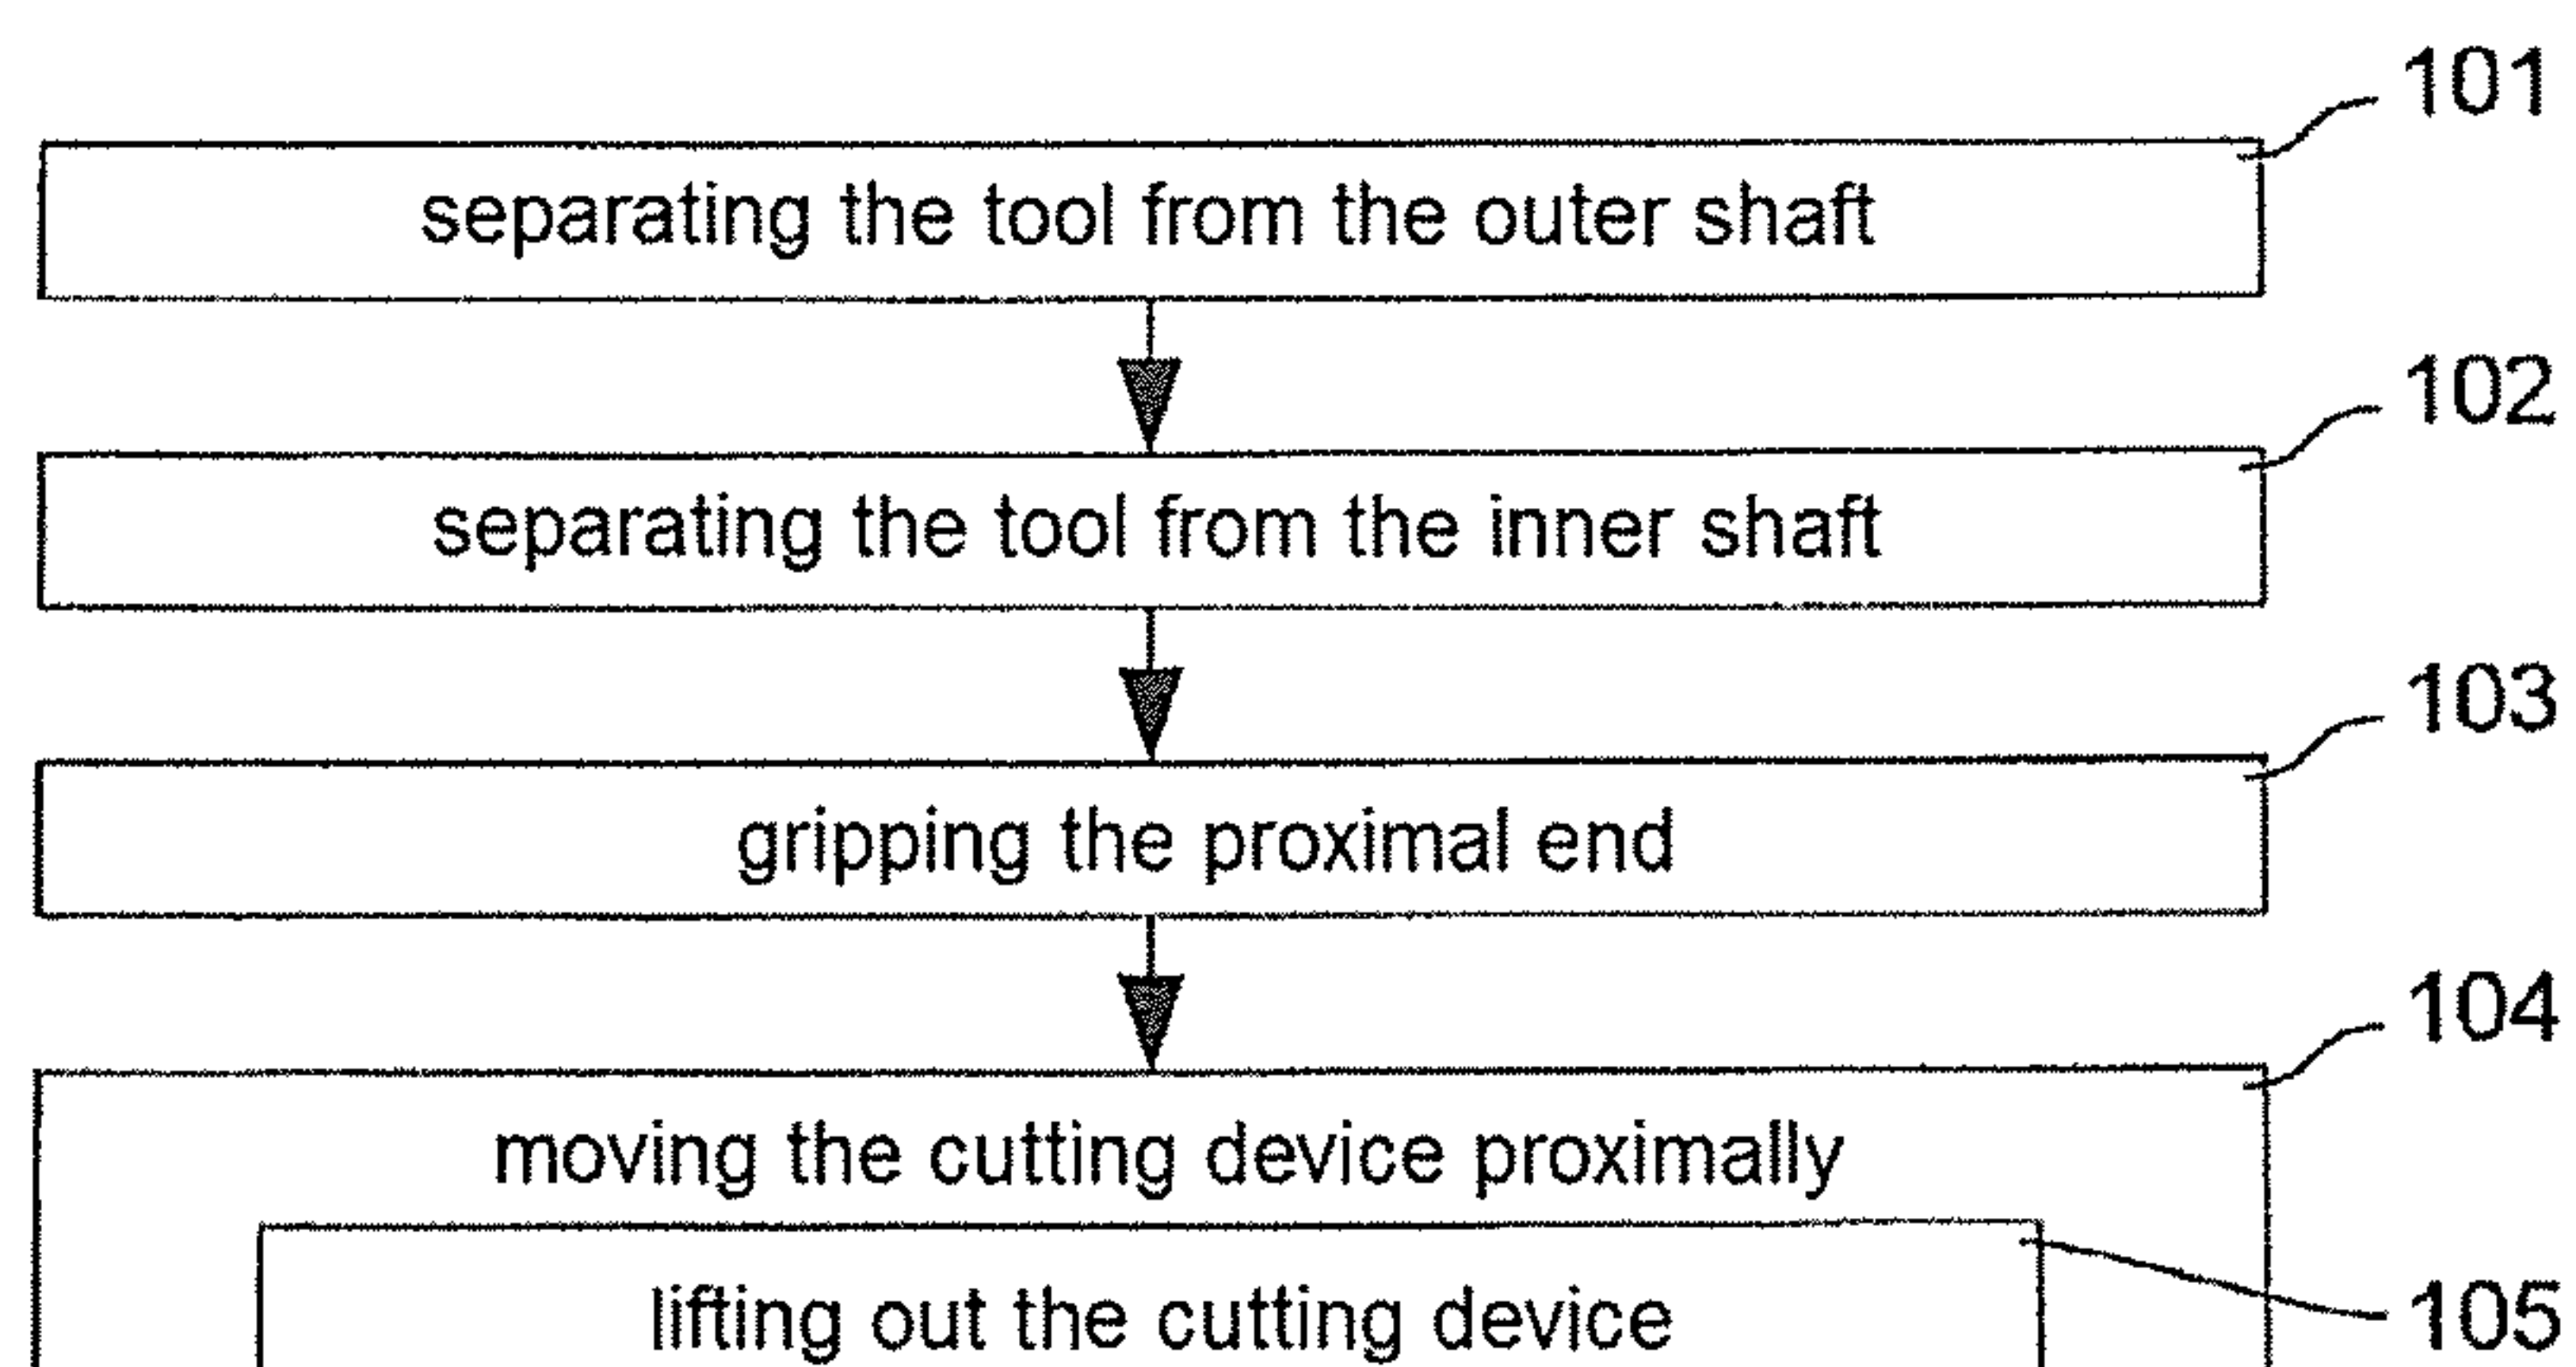 101
separating the tool from the outer shaft
102
separating the tool from the inner shaft
103
gripping the proximal end
104
moving the cutting device proximally
lifting out the cutting device
105